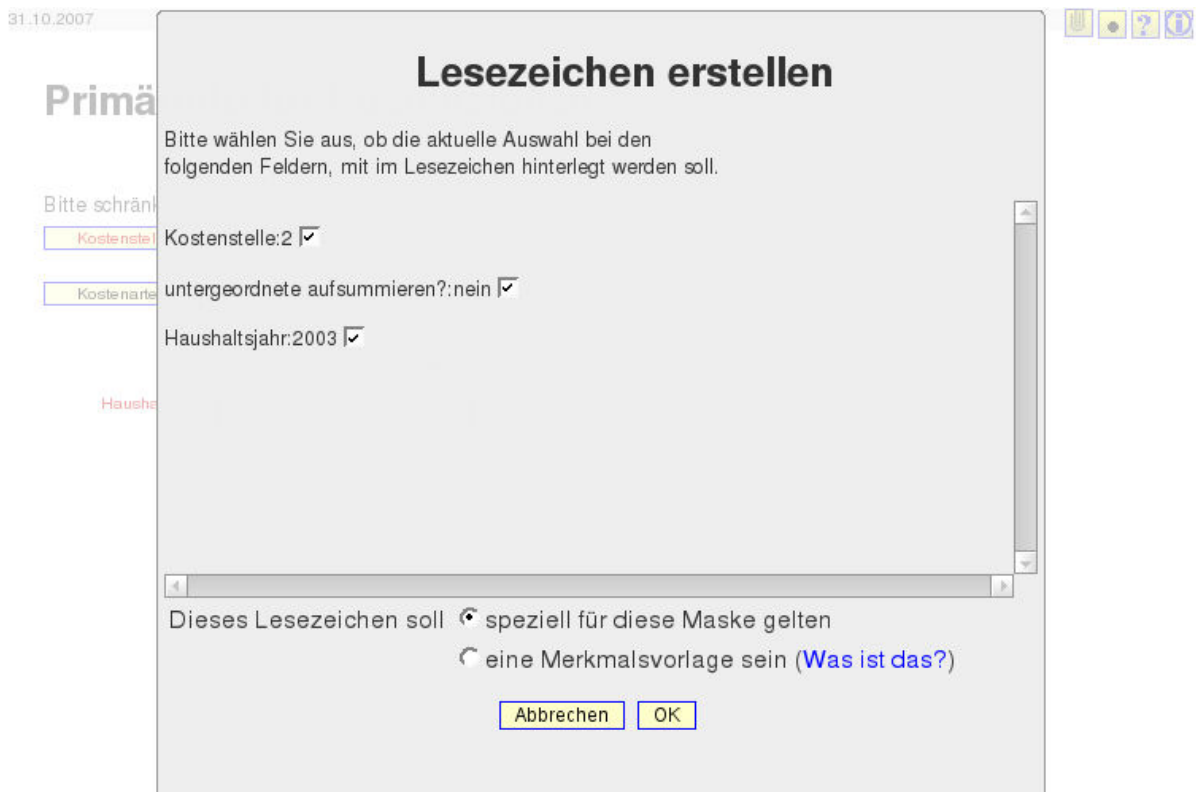 31.10.2007
Lesezeichen erstellen
Primä
Bitte wählen Sie aus, ob die aktuelle Auswahl bei den
folgenden Feldern, mit im Lesezeichen hinterlegt werden soll.
Bitte schränk
Kostenstell
Kostenstelle:2
Kostenarte
untergeordnete aufsummieren?:nein
Haushaltsjahr:2003
Hausha
Dieses Lesezeichen soll speziell für diese Maske gelten
eine Merkmalsvorlage sein (Was ist das?)
Abbrechen OK